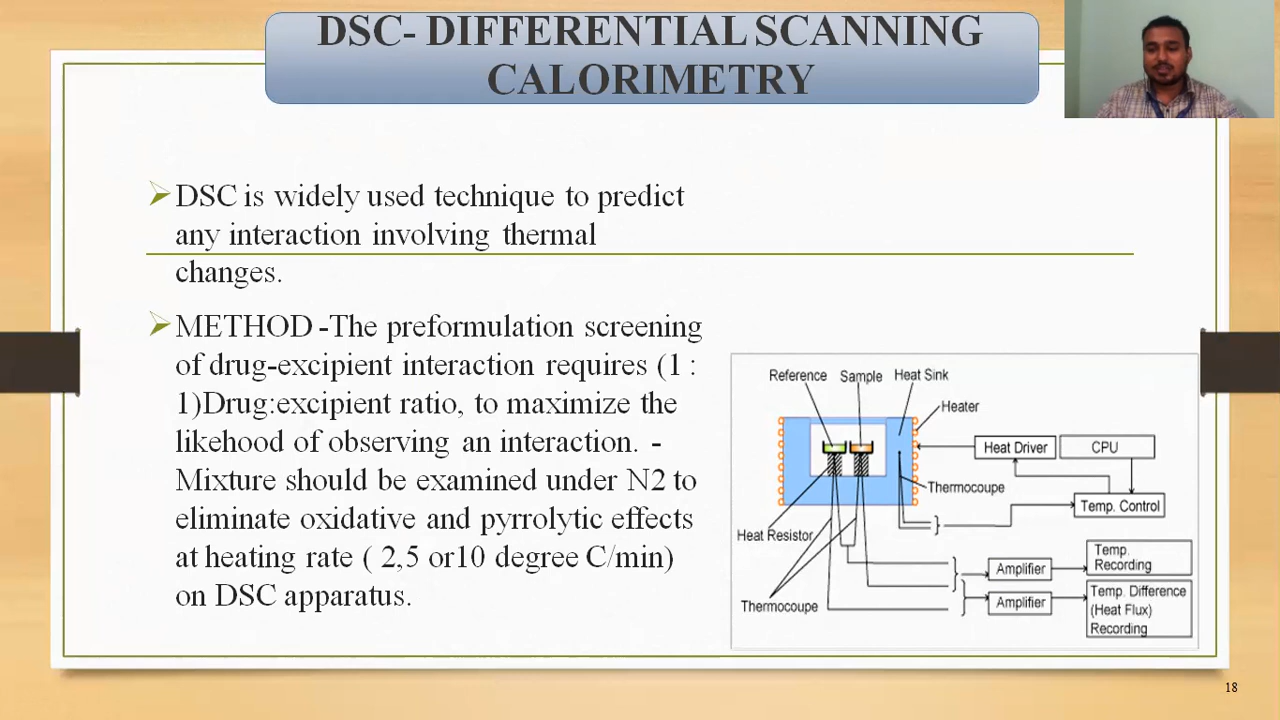 DSC- DIFFERENTIAL SCANNING
CALORIMETRY
DSC is widely used technique to predict
any interaction involving thermal
changes.
METHOD -The preformulation screening
of drug-excipient interaction requires (1 :
1)Drug:excipient ratio, to maximize the
likehood of observing an interaction. -
Mixture should be examined under N2 to
eliminate oxidative and pyrrolytic effects
at heating rate ( 2,5 or10 degree C/min)
on DSC apparatus.
Reference
Sample
Heat Sink
Heater
Heat Driver
CPU
Thermocoupe
Temp. Control
Heat Resistor
Temp.
Recording
Amplifier
Thermocoupe
Amplifier
Temp. Difference
(Heat Flux)
Recording
18